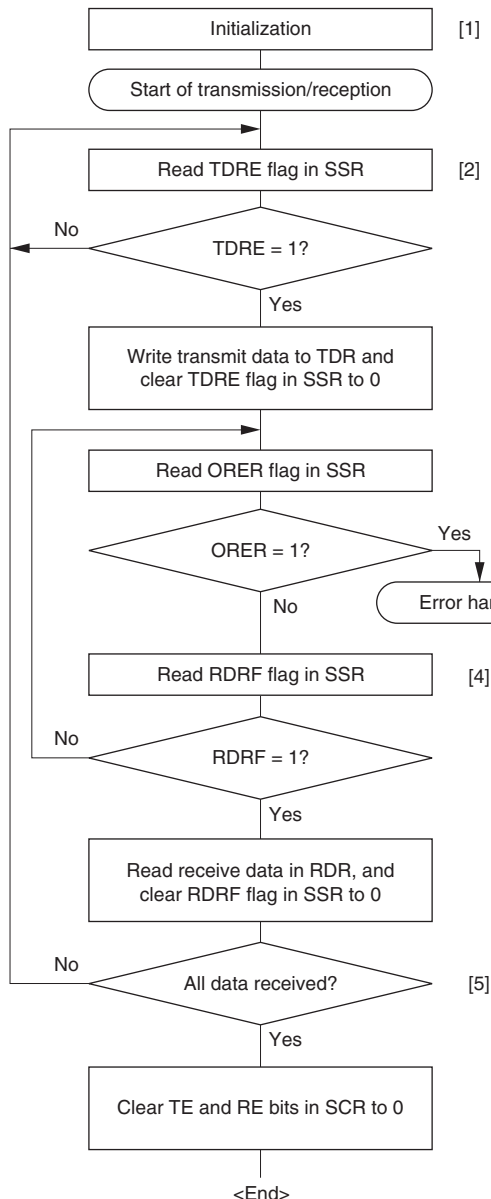 Initialization
[1]
Start of transmission/reception
Read TDRE flag in SSR
[2]
No
TDRE = 1?
Yes
Write transmit data to TDR and
clear TDRE flag in SSR to 0
Read ORER flag in SSR
ORER = 1?
Yes
No
Error har
Read RDRF flag in SSR
[4]
No
RDRF = 1?
Yes
Read receive data in RDR, and
clear RDRF flag in SSR to 0
No
All data received?
[5]
Yes
Clear TE and RE bits in SCR to 0
<End>